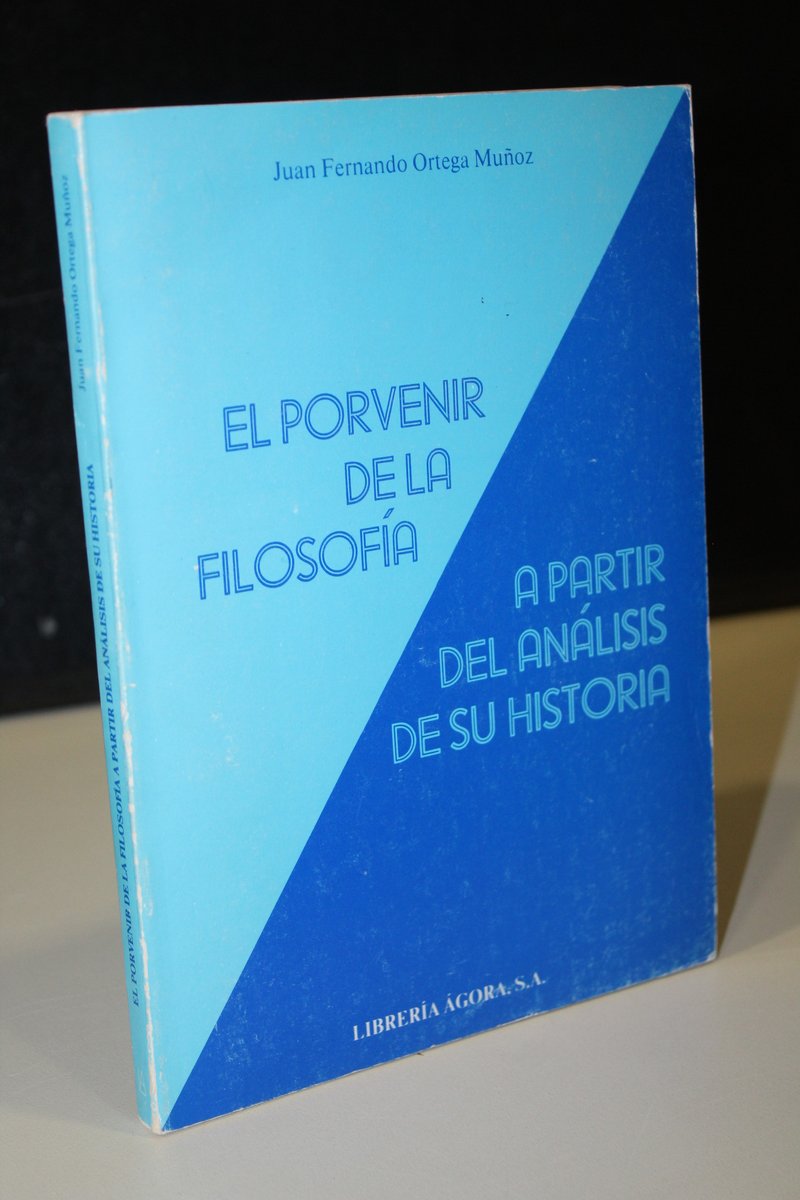 Juan Fernando Ortega Muñoz
EL PORVENIR
DE LA
FILOSOFÍA
A PARTIR
DEL ANÁLISIS
DE SU HISTORIA
LIBRERÍA ÁGORA, S.A.
EL PORVENIR DE LA FILOSOFÍA A PARTIR DEL ANÁLISIS DE SU HISTORIA
Juan Fernando Ortega Muñoz